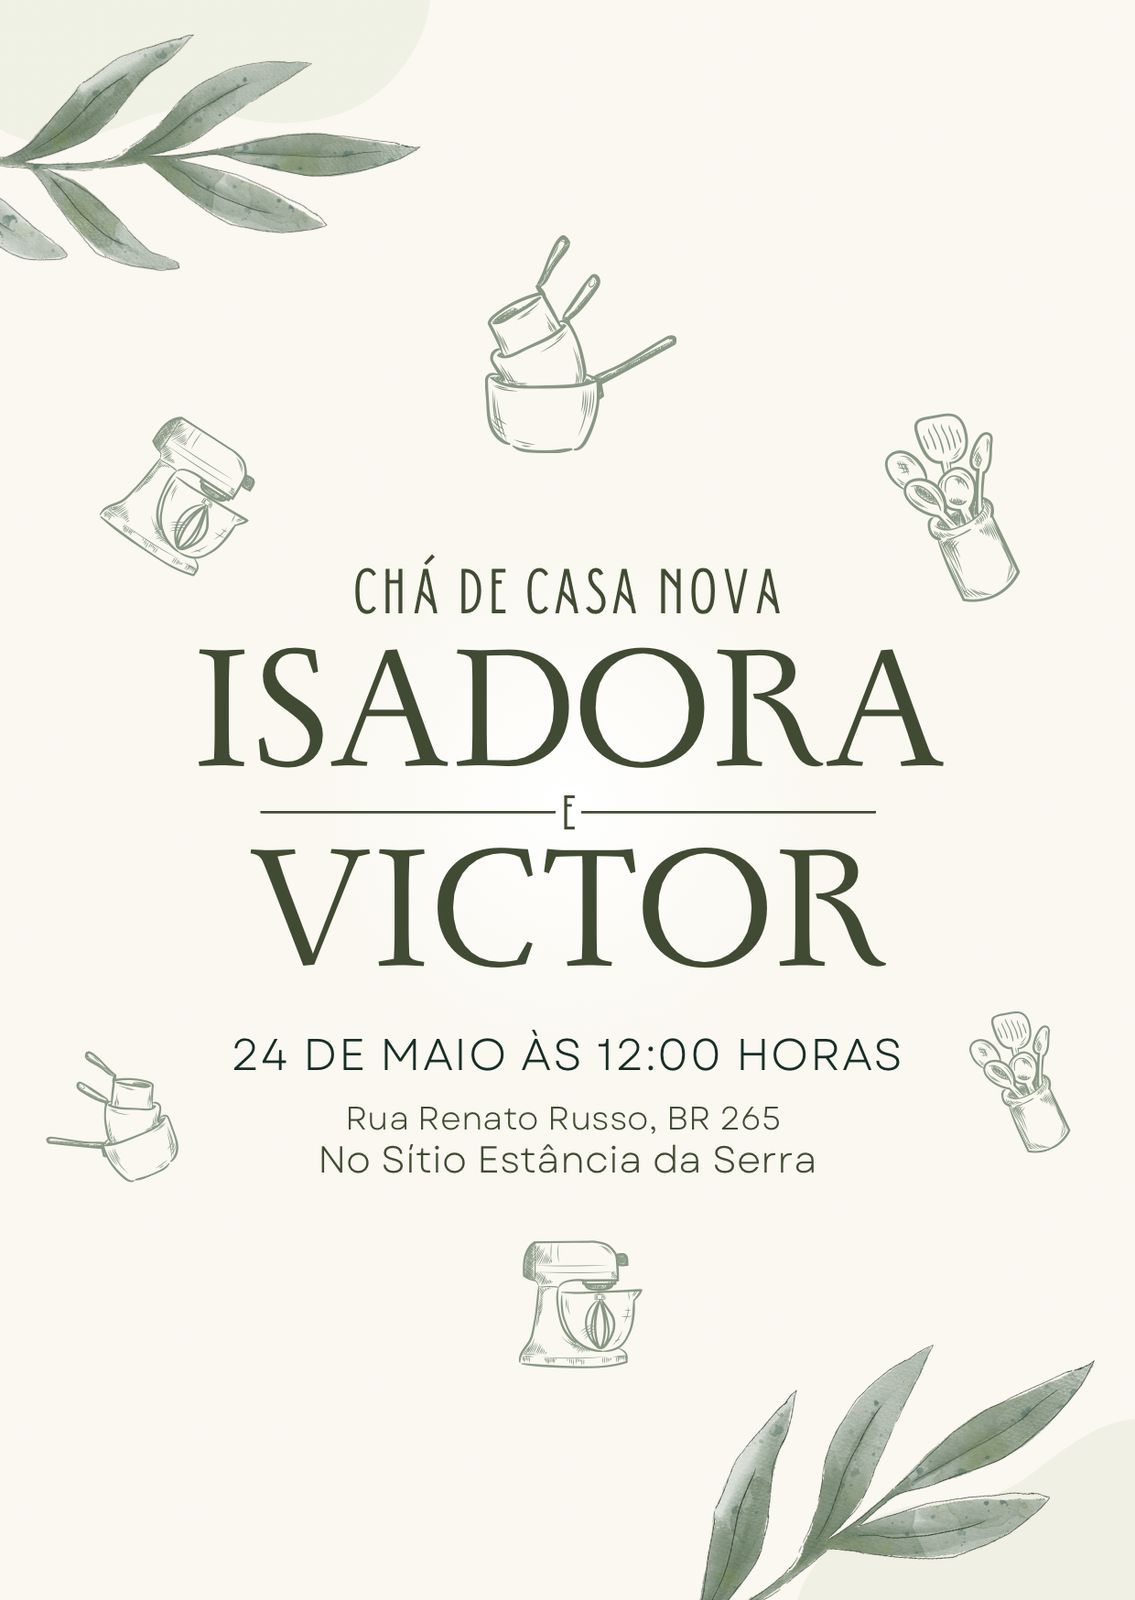 CHÁ DE CASA NOVA
ISADORA
E
VICTOR
24 DE MAIO ÀS 12:00 HORAS
Rua Renato Russo, BR 265
No Sítio Estância da Serra